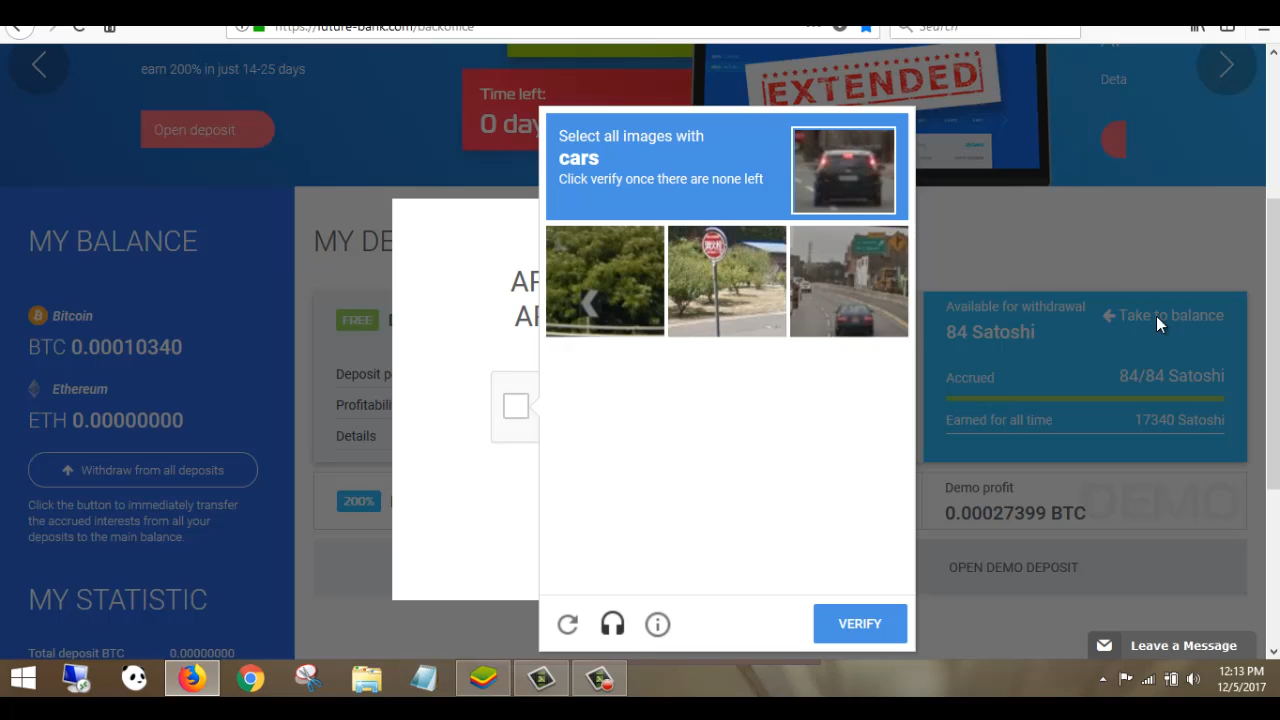 https://future-bank.com/backoffice
Search
earn 200% in just 14-25 days
Open deposit
Time left:
0 day
EXTENDED
Deta
Select all images with
cars
Click verify once there are none left
MY BALANCE
Bitcoin
BTC 0.00010340
Ethereum
ETH 0.00000000
Withdraw from all deposits
Click the button to immediately transfer
the accrued interests from all your
deposits to the main balance.
MY STATISTIC
Total deposit BTC 0.00000000
MY DE
FREE
Deposit p
Profitabili
Details
200%
Available for withdrawal
84 Satoshi
Take to balance
Accrued 84/84 Satoshi
Earned for all time 17340 Satoshi
Demo profit
0.00027399 BTC
DEMO
OPEN DEMO DEPOSIT
VERIFY
Leave a Message
12:13 PM
12/5/2017